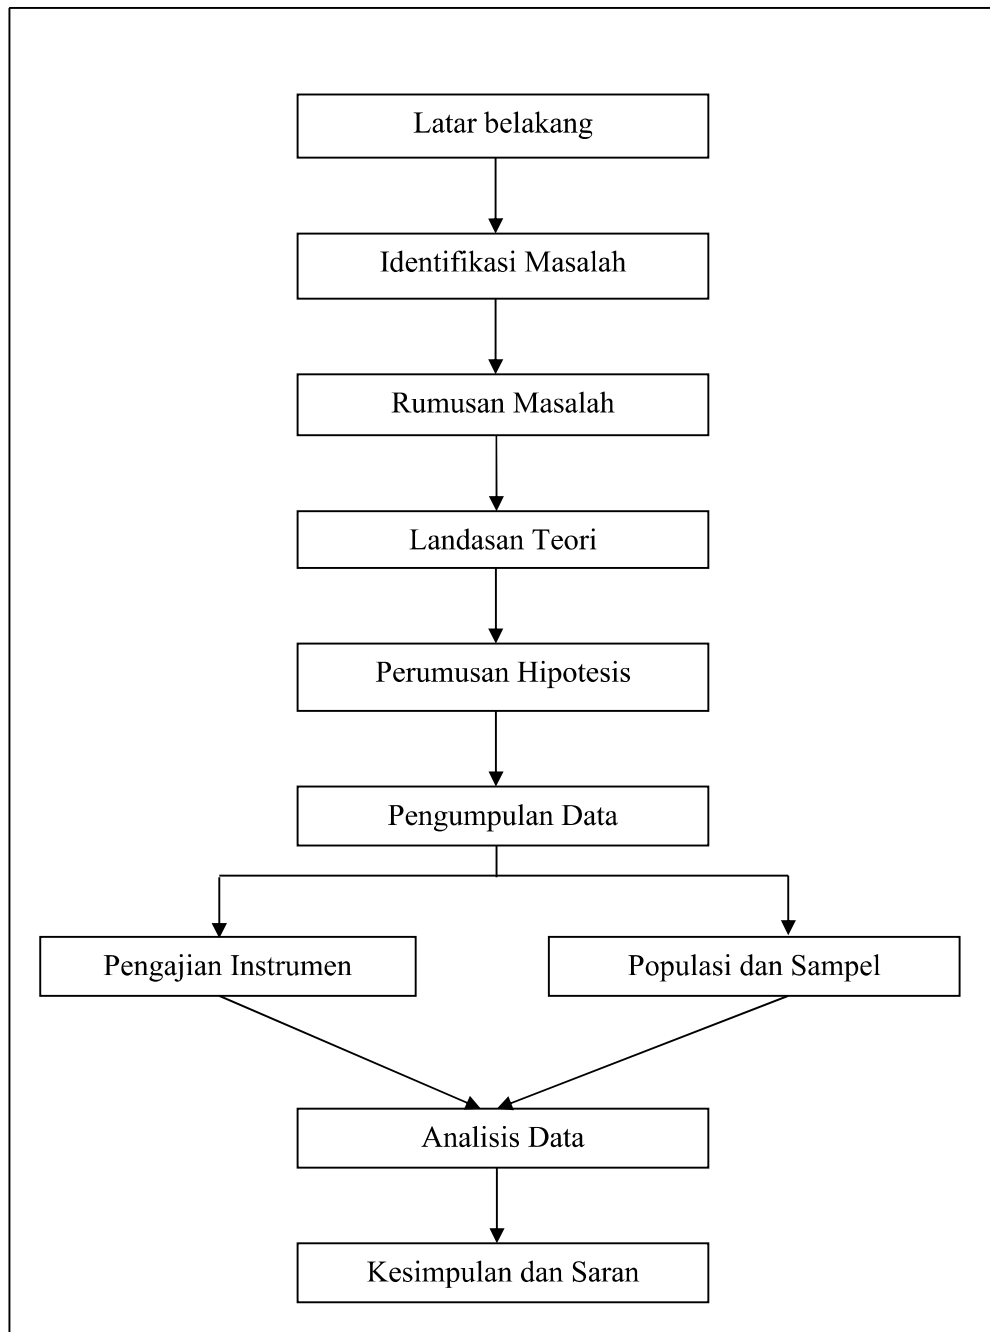 Latar belakang
Identifikasi Masalah
Rumusan Masalah
Landasan Teori
Perumusan Hipotesis
Pengumpulan Data
Pengajian Instrumen
Populasi dan Sampel
Analisis Data
Kesimpulan dan Saran